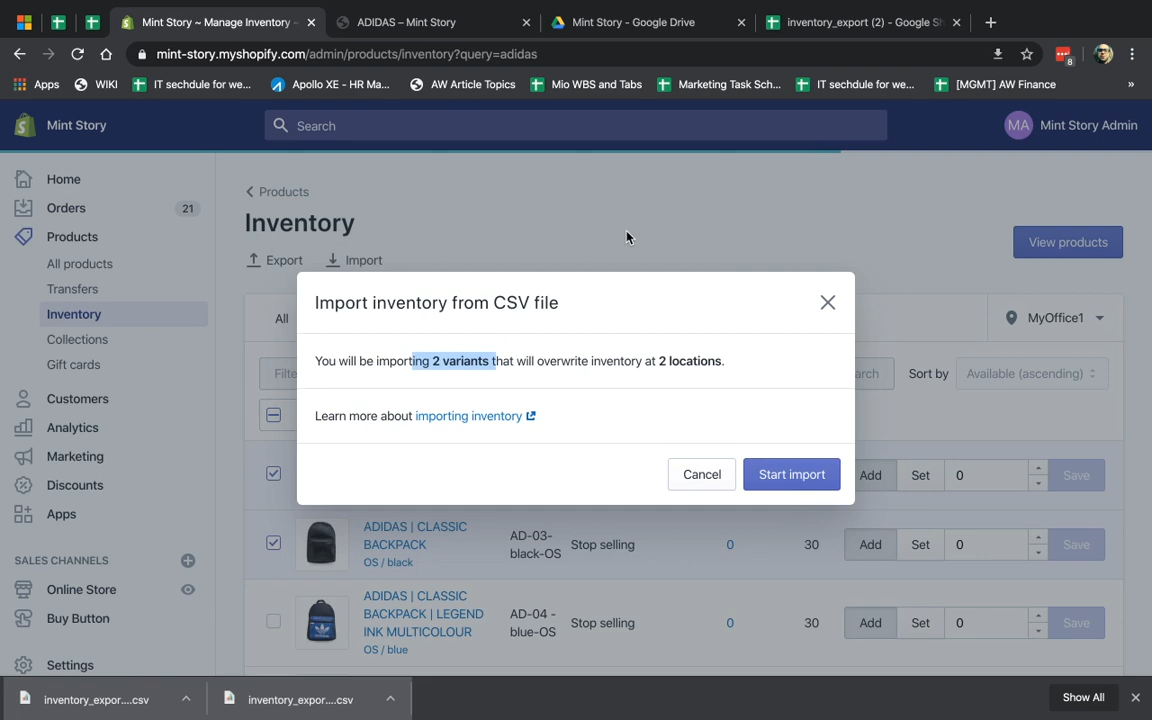 Mint Story ~ Manage Inventory ~
ADIDAS – Mint Story
Mint Story - Google Drive
inventory_export (2) - Google Sh
mint-story.myshopify.com/admin/products/inventory?query=adidas
8
Apps
WIKI
IT sechdule for we...
Apollo XE - HR Ma...
AW Article Topics
Mio WBS and Tabs
Marketing Task Sch...
IT sechdule for we...
[MGMT] AW Finance
»
Mint Story
Search
MA
Mint Story Admin
Home
Orders
21
Products
All products
Transfers
Inventory
Collections
Gift cards
Customers
Analytics
Marketing
Discounts
Apps
SALES CHANNELS
Online Store
Buy Button
Settings
Products
Inventory
Export
Import
View products
All
MyOffice1
Filte
arch
Sort by
Available (ascending)
Import inventory from CSV file
You will be importing 2 variants that will overwrite inventory at 2 locations.
Learn more about importing inventory
Cancel
Start import
Add
Set
0
Save
ADIDAS | CLASSIC
BACKPACK
OS / black
AD-03-
black-OS
Stop selling
0
30
Add
Set
0
Save
ADIDAS | CLASSIC
BACKPACK | LEGEND
INK MULTICOLOUR
OS / blue
AD-04 -
blue-OS
Stop selling
0
30
Add
Set
0
Save
inventory_expor....csv
inventory_expor....csv
Show All